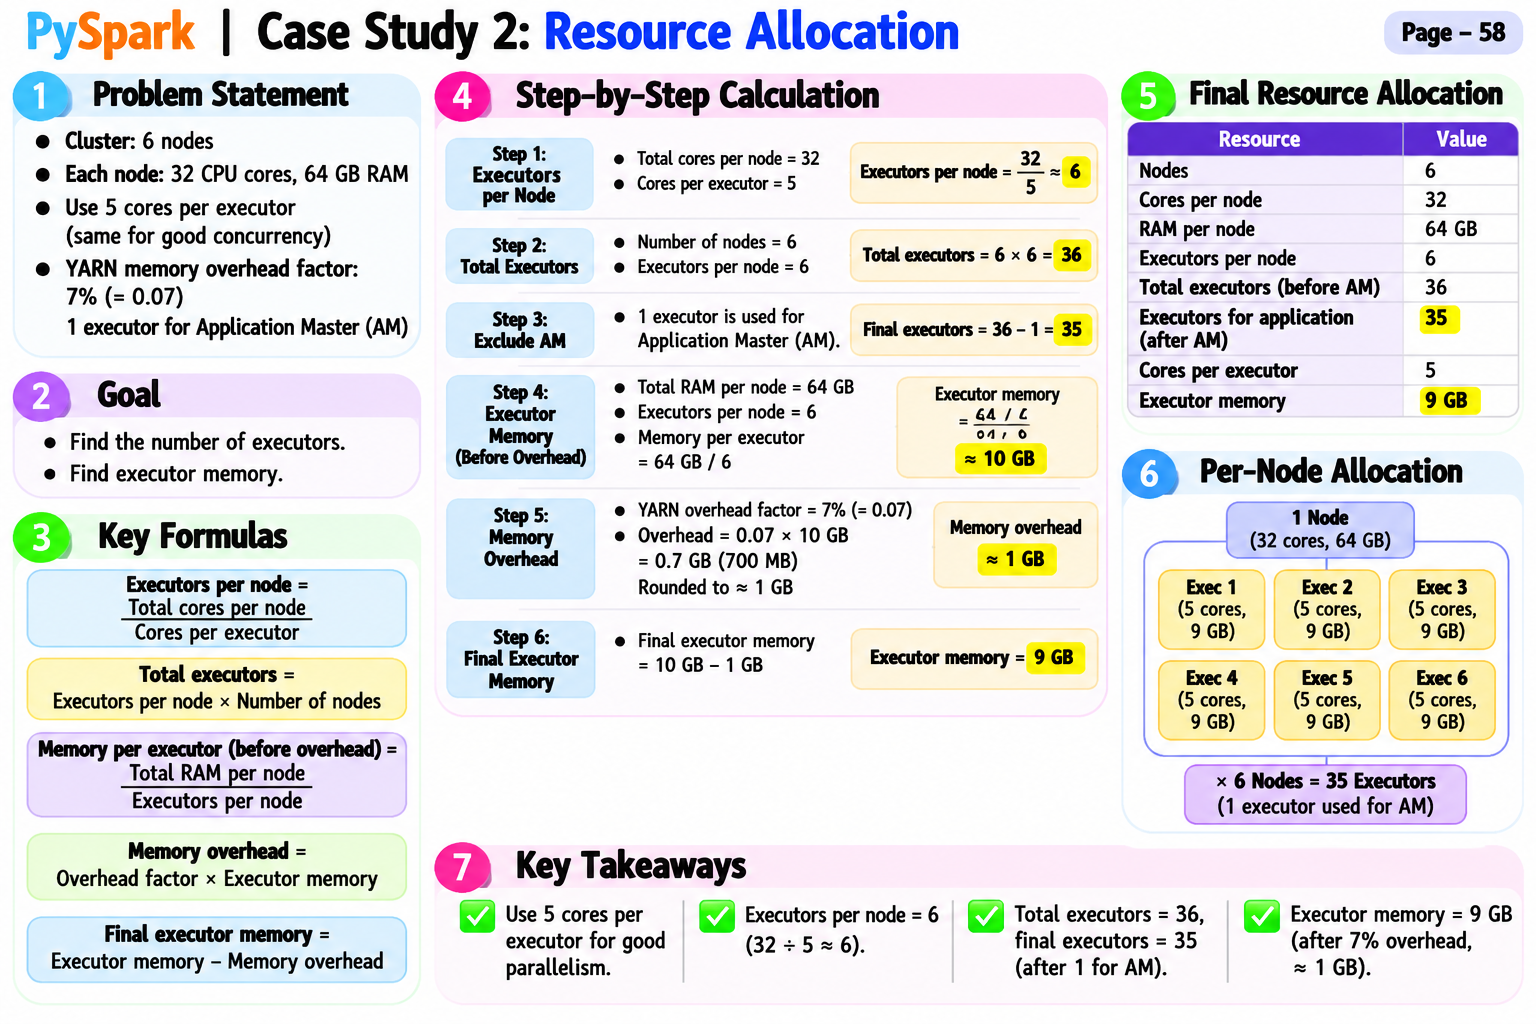 PySpark | Case Study 2: Resource Allocation
Page – 58
1 Problem Statement
● Cluster: 6 nodes
● Each node: 32 CPU cores, 64 GB RAM
● Use 5 cores per executor
(same for good concurrency)
● YARN memory overhead factor:
7% (= 0.07)
1 executor for Application Master (AM)
2 Goal
● Find the number of executors.
● Find executor memory.
3 Key Formulas
Executors per node =
Total cores per node
Cores per executor
Total executors =
Executors per node × Number of nodes
Memory per executor (before overhead) =
Total RAM per node
Executors per node
Memory overhead =
Overhead factor × Executor memory
Final executor memory =
Executor memory – Memory overhead
4 Step-by-Step Calculation
Step 1:
Executors
per Node
● Total cores per node = 32
● Cores per executor = 5
Executors per node = 32 / 5 ≈ 6
Step 2:
Total Executors
● Number of nodes = 6
● Executors per node = 6
Total executors = 6 × 6 = 36
Step 3:
Exclude AM
● 1 executor is used for
Application Master (AM).
Final executors = 36 – 1 = 35
Step 4:
Executor
Memory
(Before Overhead)
● Total RAM per node = 64 GB
● Executors per node = 6
● Memory per executor
= 64 GB / 6
Executor memory
=
≈ 10 GB
Step 5:
Memory
Overhead
● YARN overhead factor = 7% (= 0.07)
● Overhead = 0.07 × 10 GB
= 0.7 GB (700 MB)
Rounded to ≈ 1 GB
Memory overhead
≈ 1 GB
Step 6:
Final Executor
Memory
● Final executor memory
= 10 GB – 1 GB
Executor memory = 9 GB
5 Final Resource Allocation
Resource Value
Nodes 6
Cores per node 32
RAM per node 64 GB
Executors per node 6
Total executors (before AM) 36
Executors for application 35
(after AM)
Cores per executor 5
Executor memory 9 GB
6 Per-Node Allocation
1 Node
(32 cores, 64 GB)
Exec 1
(5 cores,
9 GB)
Exec 2
(5 cores,
9 GB)
Exec 3
(5 cores,
9 GB)
Exec 4
(5 cores,
9 GB)
Exec 5
(5 cores,
9 GB)
Exec 6
(5 cores,
9 GB)
× 6 Nodes = 35 Executors
(1 executor used for AM)
7 Key Takeaways
Use 5 cores per
executor for good
parallelism.
Executors per node = 6
(32 ÷ 5 ≈ 6).
Total executors = 36,
final executors = 35
(after 1 for AM).
Executor memory = 9 GB
(after 7% overhead,
≈ 1 GB).